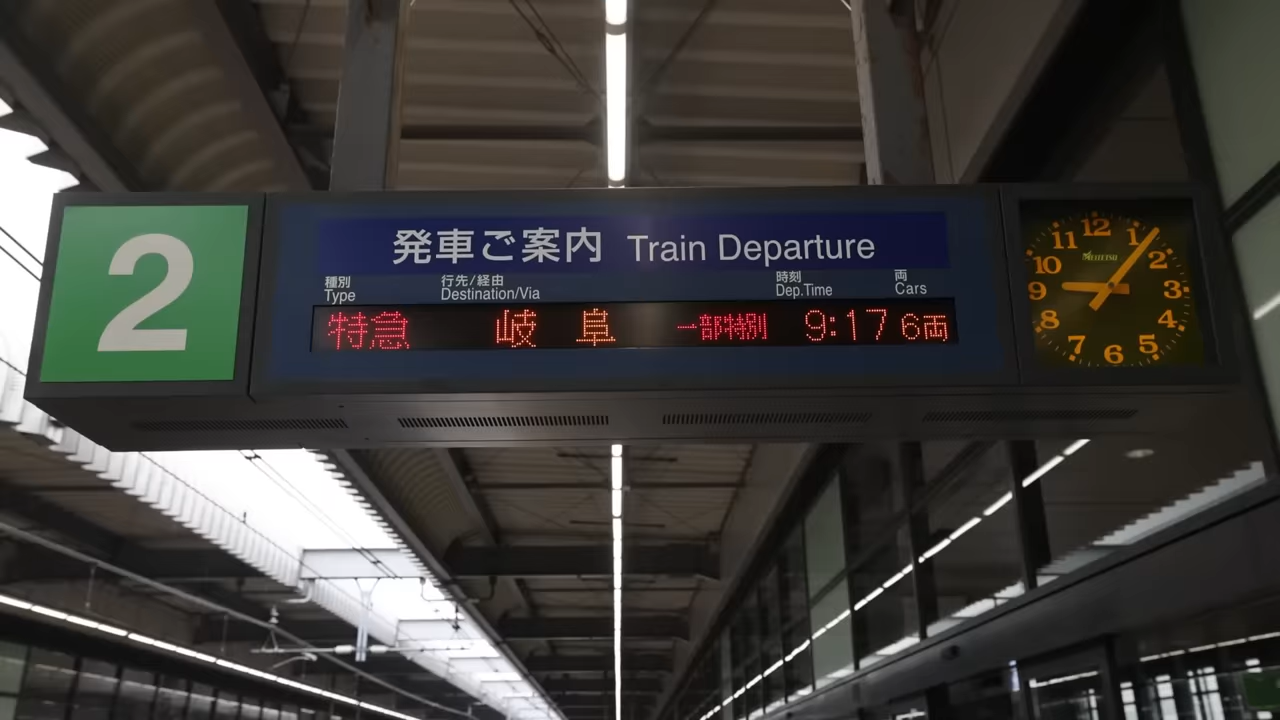 2
発車ご案内 Train Departure
種別 行先/経由 時刻 両
Type Destination/Via Dep.Time Cars
特急 岐阜 一部特別 9:17 6両
12
11 1
10 2
MEITETSU
9 3
8 4
7 5
6